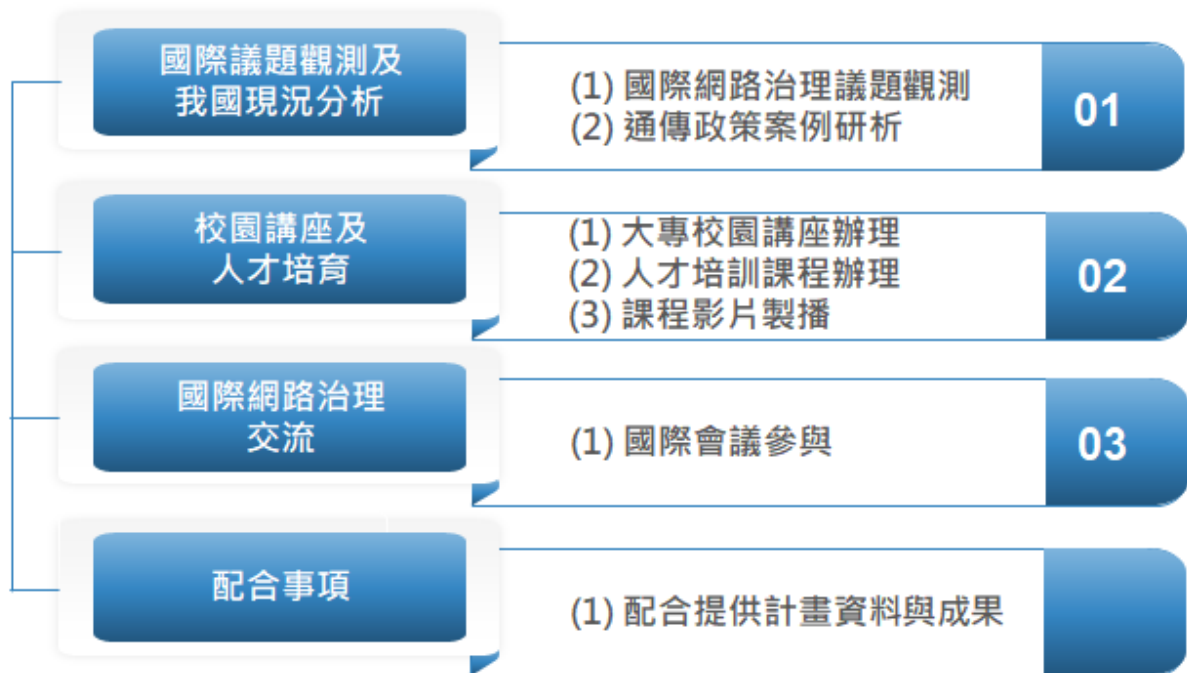 國際議題觀測及
我國現況分析
(1) 國際網路治理議題觀測
(2) 通傳政策案例研析
01
校園講座及
人才培育
(1) 大專校園講座辦理
(2) 人才培訓課程辦理
(3) 課程影片製播
02
國際網路治理
交流
(1) 國際會議參與
03
配合事項
(1) 配合提供計畫資料與成果